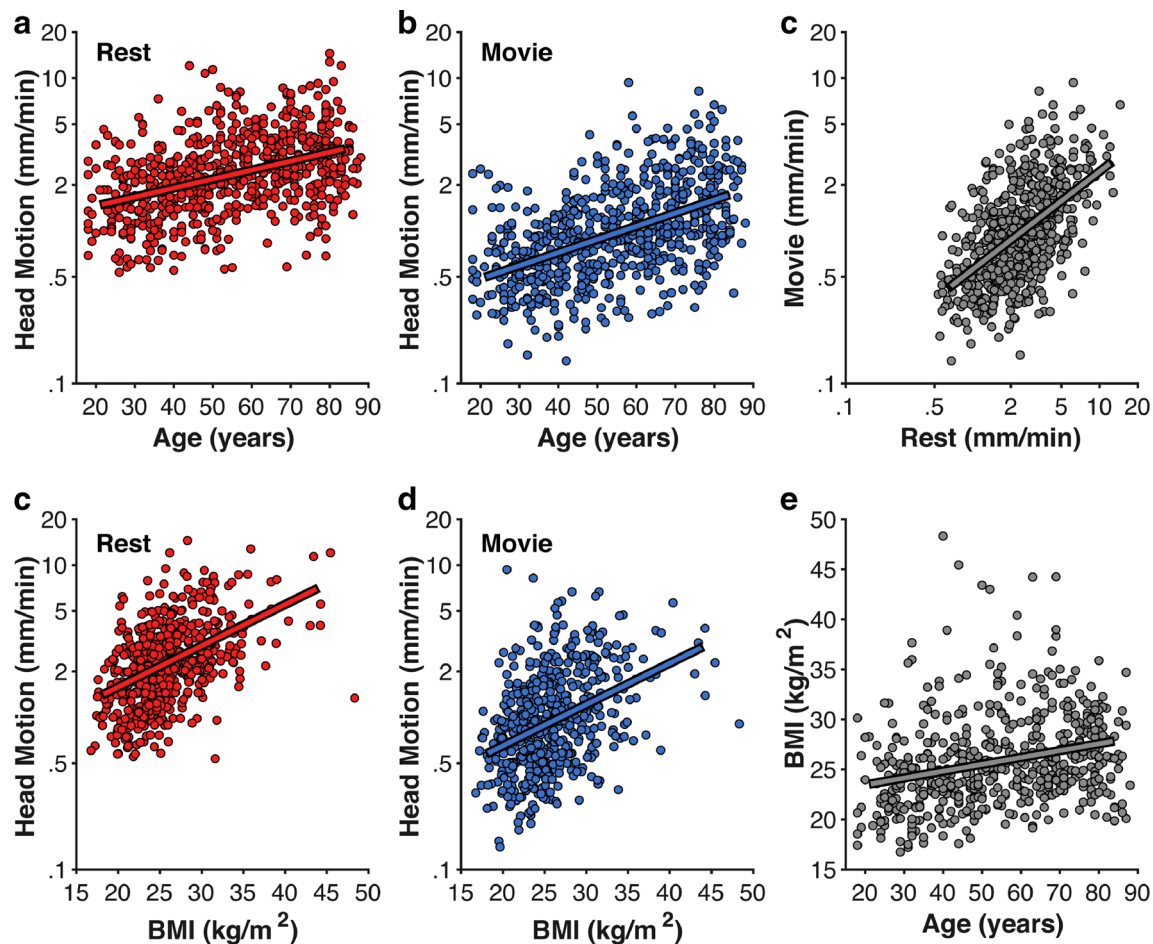 a
Rest
20
10
5
2
.5
.1
Head Motion (mm/min)
20 30 40 50 60 70 80 90
Age (years)
b
Movie
20
10
5
2
.5
.1
Head Motion (mm/min)
20 30 40 50 60 70 80 90
Age (years)
c
20
10
5
2
.5
.1
Movie (mm/min)
.1 .5 2 5 10 20
Rest (mm/min)
c
Rest
20
10
5
2
.5
.1
Head Motion (mm/min)
15 20 25 30 35 40 45 50
BMI (kg/m²)
d
Movie
20
10
5
2
.5
.1
Head Motion (mm/min)
15 20 25 30 35 40 45 50
BMI (kg/m²)
e
50
45
40
35
30
25
20
15
BMI (kg/m²)
20 30 40 50 60 70 80 90
Age (years)